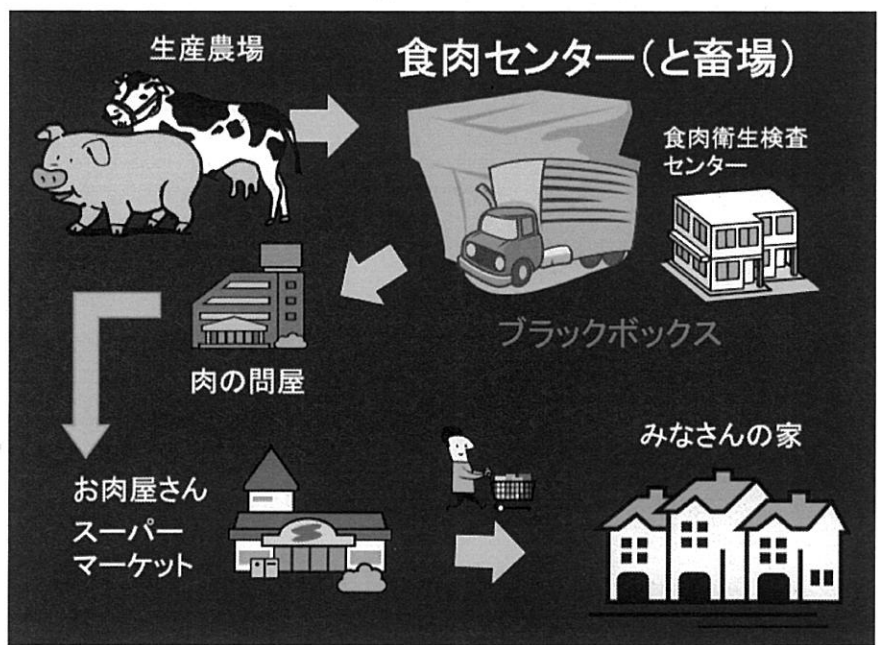 生産農場
食肉センター(と畜場)
食肉衛生検査
センター
ブラックボックス
肉の問屋
みなさんの家
お肉屋さん
スーパー
マーケット